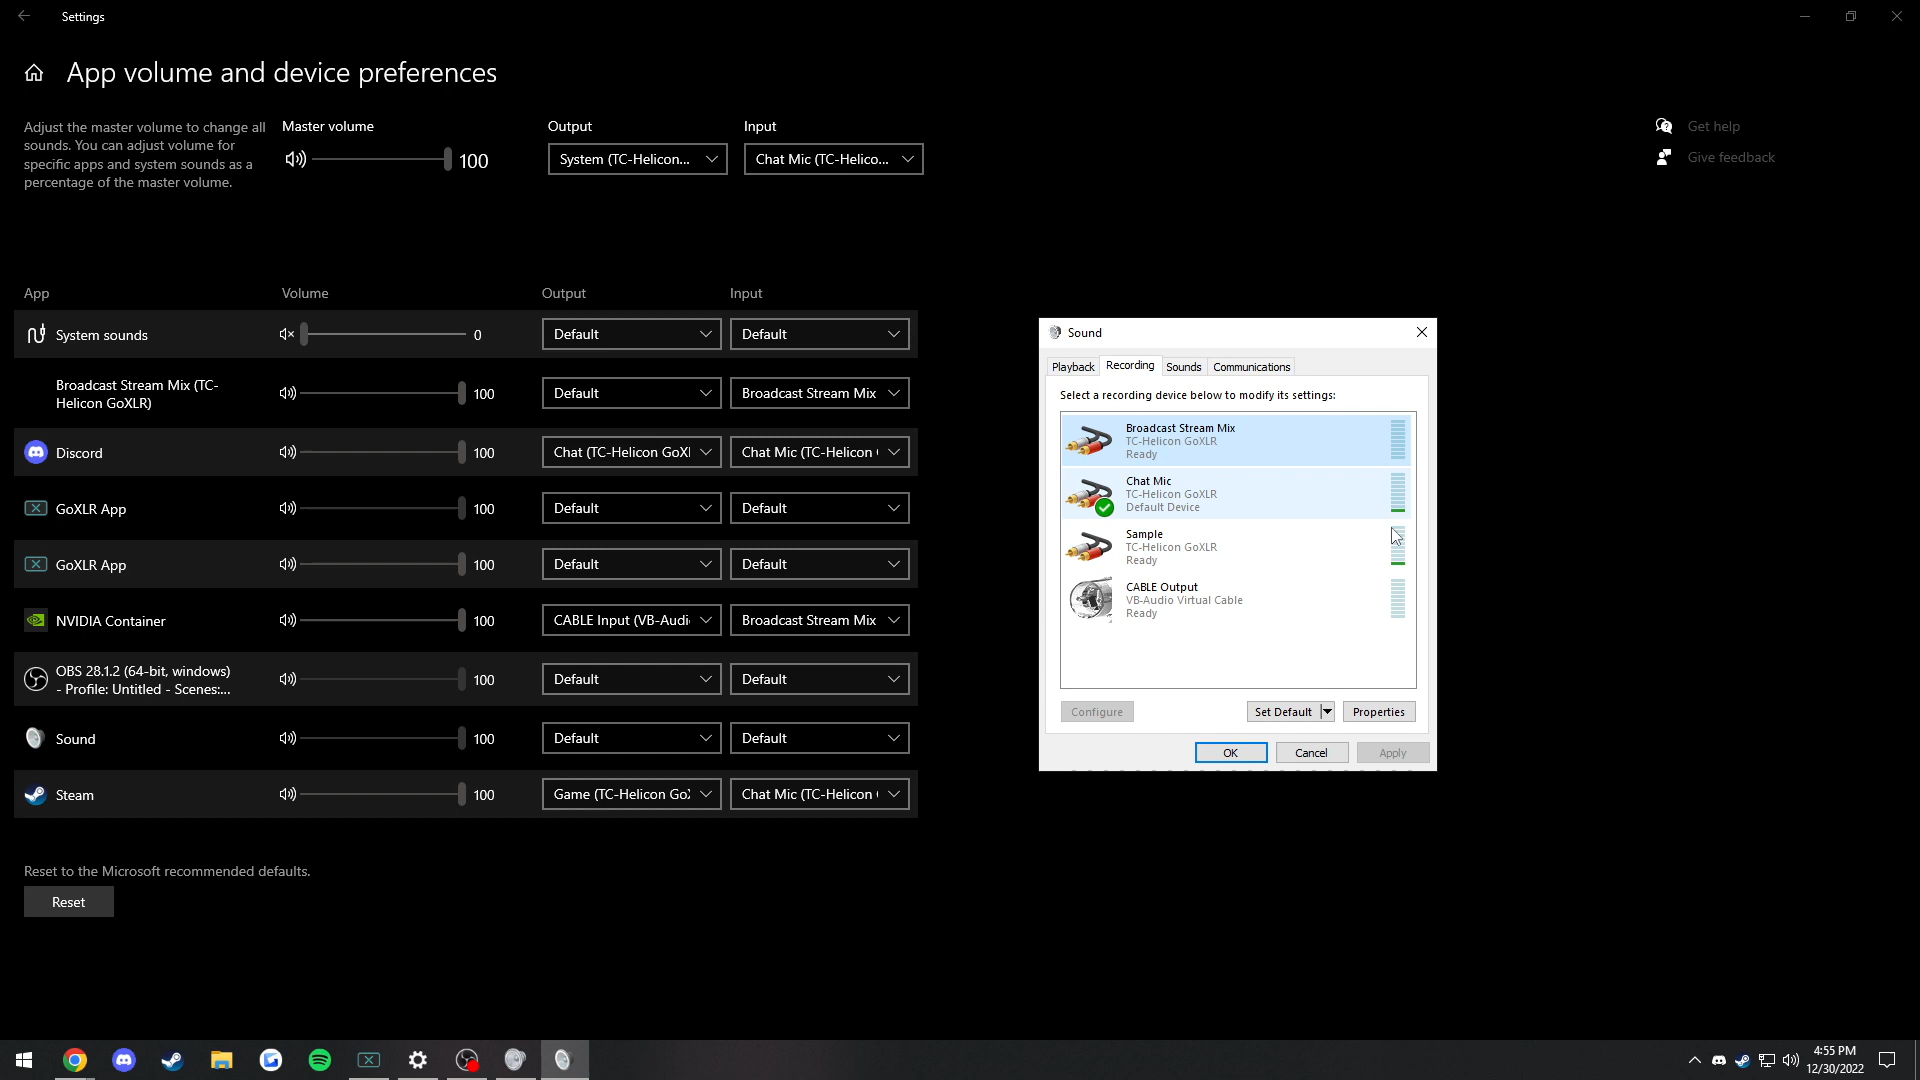 Settings
App volume and device preferences
Adjust the master volume to change all
sounds. You can adjust volume for
specific apps and system sounds as a
percentage of the master volume.
Master volume
100
Output
System (TC-Helicon...
Input
Chat Mic (TC-Helico...
Get help
Give feedback
App
Volume
Output
Input
System sounds
0
Default
Default
Broadcast Stream Mix (TC-
Helicon GoXLR)
100
Default
Broadcast Stream Mix
Discord
100
Chat (TC-Helicon GoXl
Chat Mic (TC-Helicon
GoXLR App
100
Default
Default
GoXLR App
100
Default
Default
NVIDIA Container
100
CABLE Input (VB-Audi
Broadcast Stream Mix
OBS 28.1.2 (64-bit, windows)
- Profile: Untitled - Scenes:...
100
Default
Default
Sound
100
Default
Default
Steam
100
Game (TC-Helicon Go
Chat Mic (TC-Helicon
Reset to the Microsoft recommended defaults.
Reset
Sound
Playback
Recording
Sounds
Communications
Select a recording device below to modify its settings:
Broadcast Stream Mix
TC-Helicon GoXLR
Ready
Chat Mic
TC-Helicon GoXLR
Default Device
Sample
TC-Helicon GoXLR
Ready
CABLE Output
VB-Audio Virtual Cable
Ready
Configure
Set Default
Properties
OK
Cancel
Apply
4:55 PM
12/30/2022